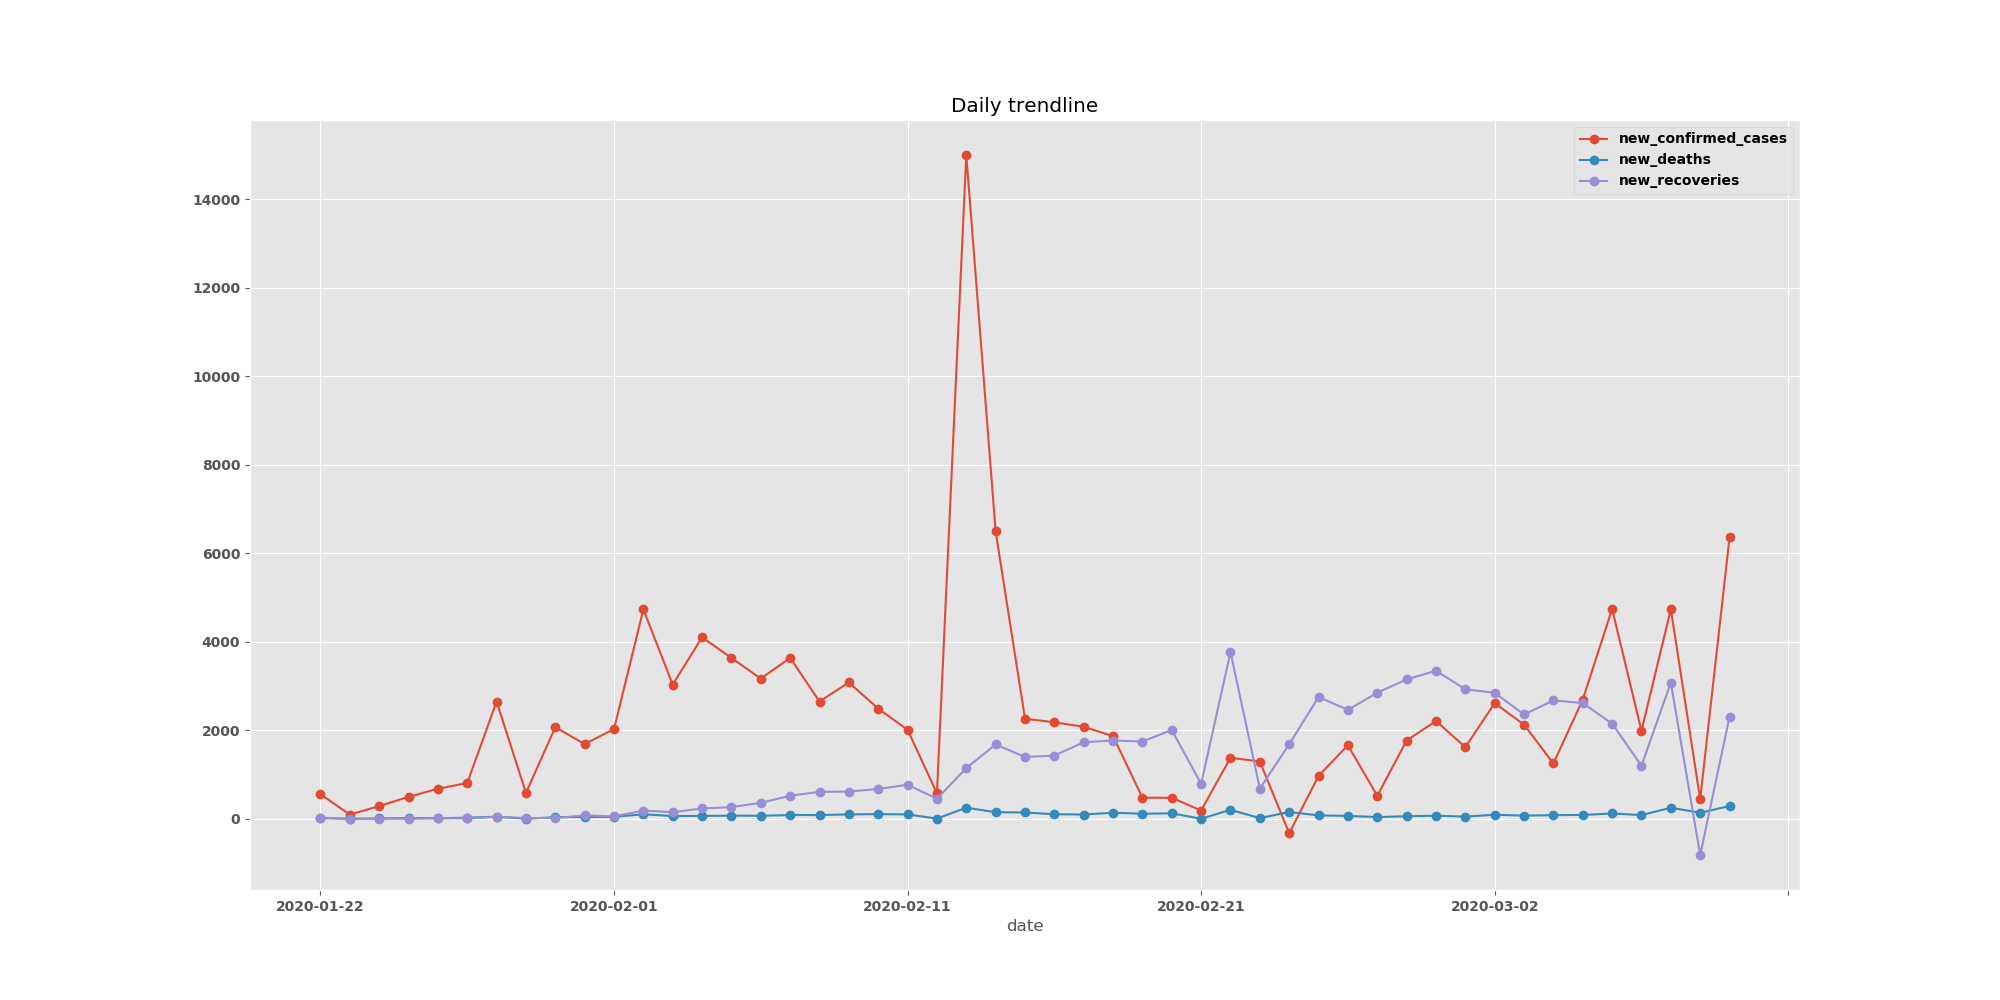 Daily trendline
new_confirmed_cases
new_deaths
new_recoveries
14000
12000
10000
8000
6000
4000
2000
0
2020-01-22 2020-02-01 2020-02-11 2020-02-21 2020-03-02
date